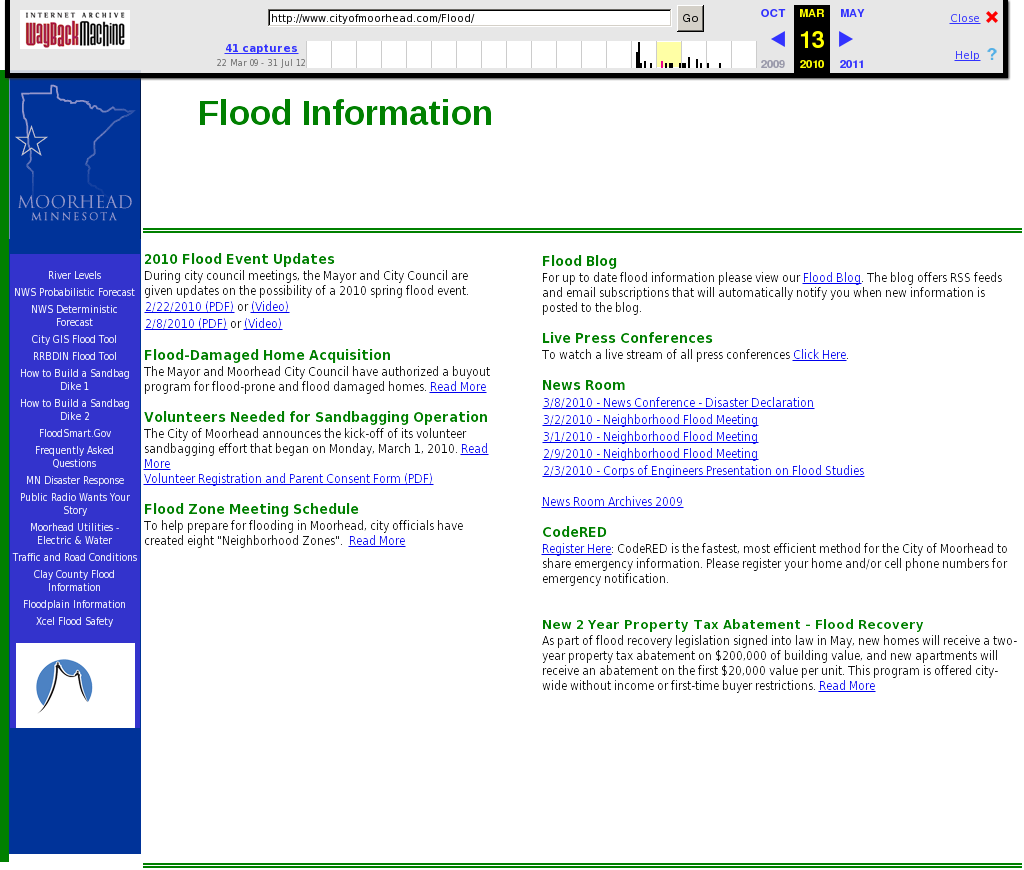 INTERNET ARCHIVE
WayBackMachine
http://www.cityofmoorhead.com/Flood/
Go
41 captures
22 Mar 09 - 31 Jul 12
OCT MAR MAY
13
2009 2010 2011
Close
Help ?
MOORHEAD
MINNESOTA
River Levels
NWS Probabilistic Forecast
NWS Deterministic
Forecast
City GIS Flood Tool
RRBDIN Flood Tool
How to Build a Sandbag
Dike 1
How to Build a Sandbag
Dike 2
FloodSmart.Gov
Frequently Asked
Questions
MN Disaster Response
Public Radio Wants Your
Story
Moorhead Utilities -
Electric & Water
Traffic and Road Conditions
Clay County Flood
Information
Floodplain Information
Xcel Flood Safety
Flood Information
2010 Flood Event Updates
During city council meetings, the Mayor and City Council are
given updates on the possibility of a 2010 spring flood event.
2/22/2010 (PDF) or (Video)
2/8/2010 (PDF) or (Video)
Flood-Damaged Home Acquisition
The Mayor and Moorhead City Council have authorized a buyout
program for flood-prone and flood damaged homes. Read More
Volunteers Needed for Sandbagging Operation
The City of Moorhead announces the kick-off of its volunteer
sandbagging effort that began on Monday, March 1, 2010. Read
More
Volunteer Registration and Parent Consent Form (PDF)
Flood Zone Meeting Schedule
To help prepare for flooding in Moorhead, city officials have
created eight "Neighborhood Zones". Read More
Flood Blog
For up to date flood information please view our Flood Blog. The blog offers RSS feeds
and email subscriptions that will automatically notify you when new information is
posted to the blog.
Live Press Conferences
To watch a live stream of all press conferences Click Here.
News Room
3/8/2010 - News Conference - Disaster Declaration
3/2/2010 - Neighborhood Flood Meeting
3/1/2010 - Neighborhood Flood Meeting
2/9/2010 - Neighborhood Flood Meeting
2/3/2010 - Corps of Engineers Presentation on Flood Studies
News Room Archives 2009
CodeRED
Register Here: CodeRED is the fastest, most efficient method for the City of Moorhead to
share emergency information. Please register your home and/or cell phone numbers for
emergency notification.
New 2 Year Property Tax Abatement - Flood Recovery
As part of flood recovery legislation signed into law in May, new homes will receive a two-
year property tax abatement on $200,000 of building value, and new apartments will
receive an abatement on the first $20,000 value per unit. This program is offered city-
wide without income or first-time buyer restrictions. Read More